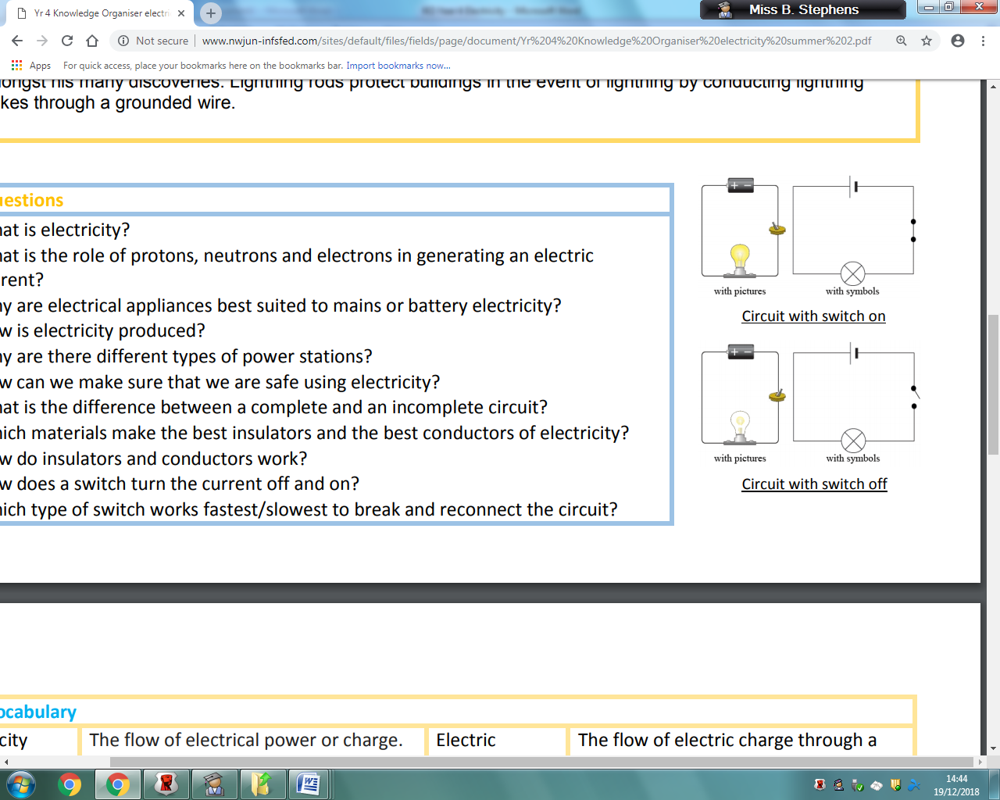 Yr 4 Knowledge Organiser electri
Miss B. Stephens
Not secure
www.nwjun-infsfed.com/sites/default/files/fields/page/document/Yr%204%20Knowledge%20Organiser%20electricity%20summer%202.pdf
Apps
For quick access, place your bookmarks here on the bookmarks bar. Import bookmarks now...
ongst his many discoveries. Lightning rods protect buildings in the event of lightning by conducting lightning
kes through a grounded wire.
uestions
hat is electricity?
hat is the role of protons, neutrons and electrons in generating an electric
rent?
hy are electrical appliances best suited to mains or battery electricity?
w is electricity produced?
hy are there different types of power stations?
w can we make sure that we are safe using electricity?
hat is the difference between a complete and an incomplete circuit?
hich materials make the best insulators and the best conductors of electricity?
w do insulators and conductors work?
w does a switch turn the current off and on?
hich type of switch works fastest/slowest to break and reconnect the circuit?
+ −
with pictures
with symbols
Circuit with switch on
+ −
with pictures
with symbols
Circuit with switch off
ocabulary
city
The flow of electrical power or charge.
Electric
The flow of electric charge through a
14:44
19/12/2018